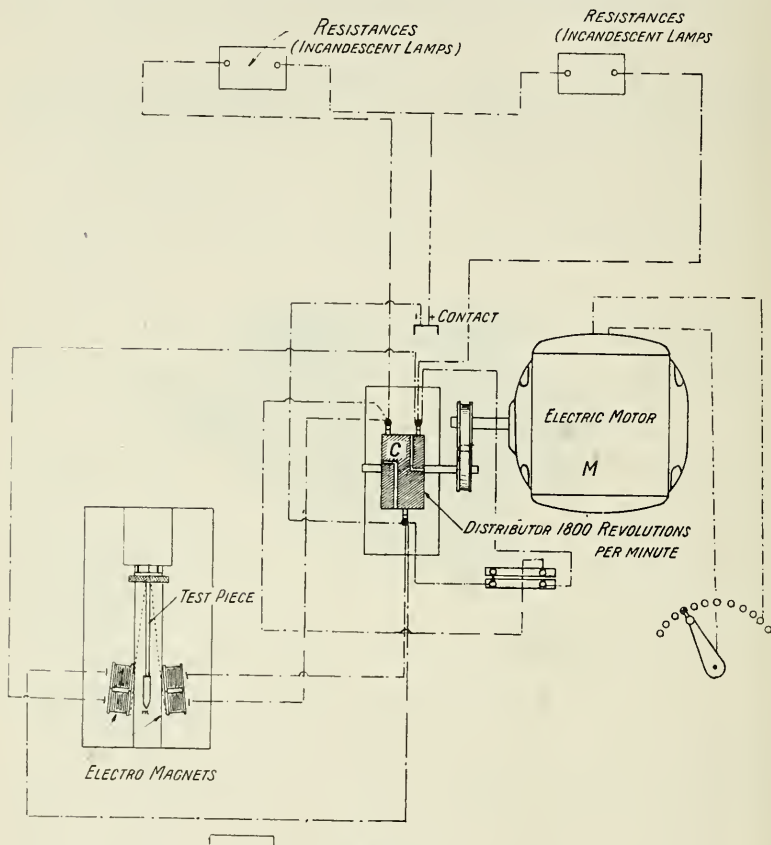 RESISTANCES
(INCANDESCENT LAMPS)
RESISTANCES
(INCANDESCENT LAMPS
+ CONTACT
ELECTRIC MOTOR
M
C
DISTRIBUTOR 1800 REVOLUTIONS
PER MINUTE
TEST PIECE
m
ELECTRO MAGNETS